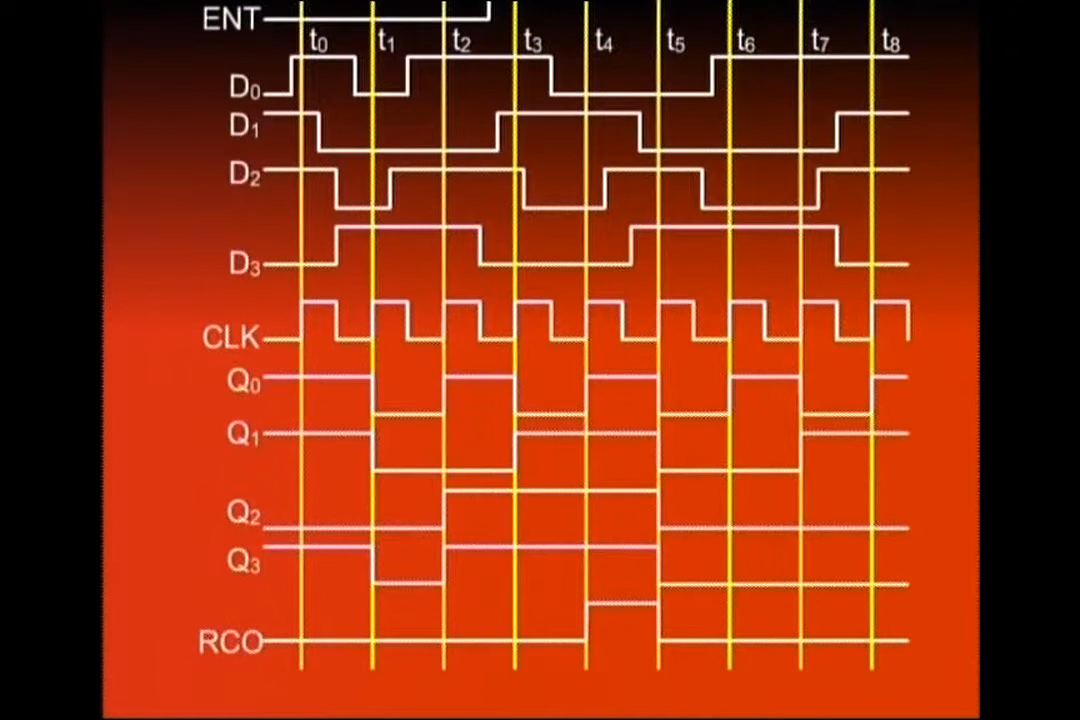 ENT
t₀ t₁ t₂ t₃ t₄ t₅ t₆ t₇ t₈
D₀
D₁
D₂
D₃
CLK
Q₀
Q₁
Q₂
Q₃
RCO